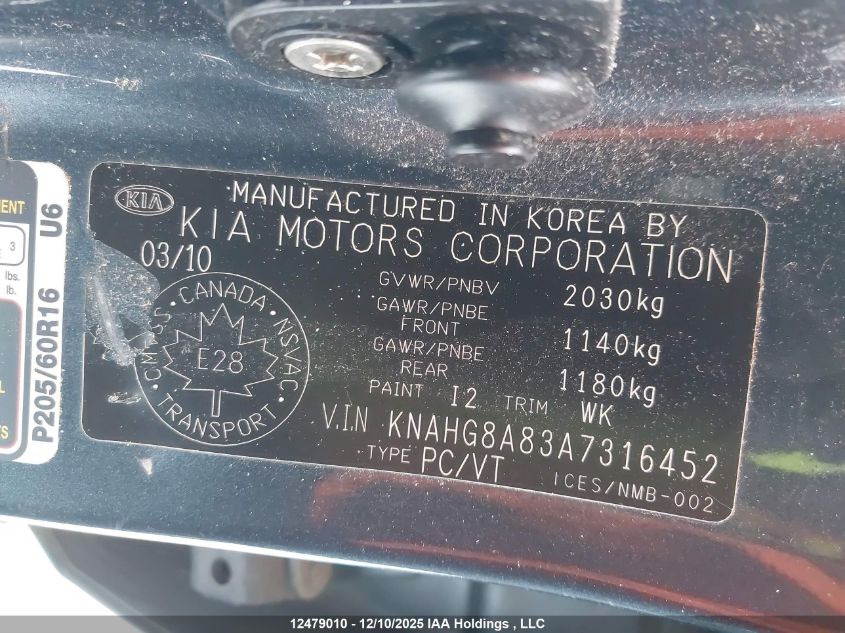 MENT
3
lbs.
lb.
L
TS
P205/60R16 U6
KIA
MANUFACTURED IN KOREA BY
KIA MOTORS CORPORATION
03/10
GVWR/PNBV 2030kg
GAWR/PNBE FRONT 1140kg
GAWR/PNBE REAR 1180kg
PAINT I2 TRIM WK
CANADA · NSVAC · TRANSPORT · CMVSS
E28
V.I.N KNAHG8A83A7316452
TYPE PC/VT
ICES/NMB-002
12479010 - 12/10/2025 - IAA Holdings , LLC